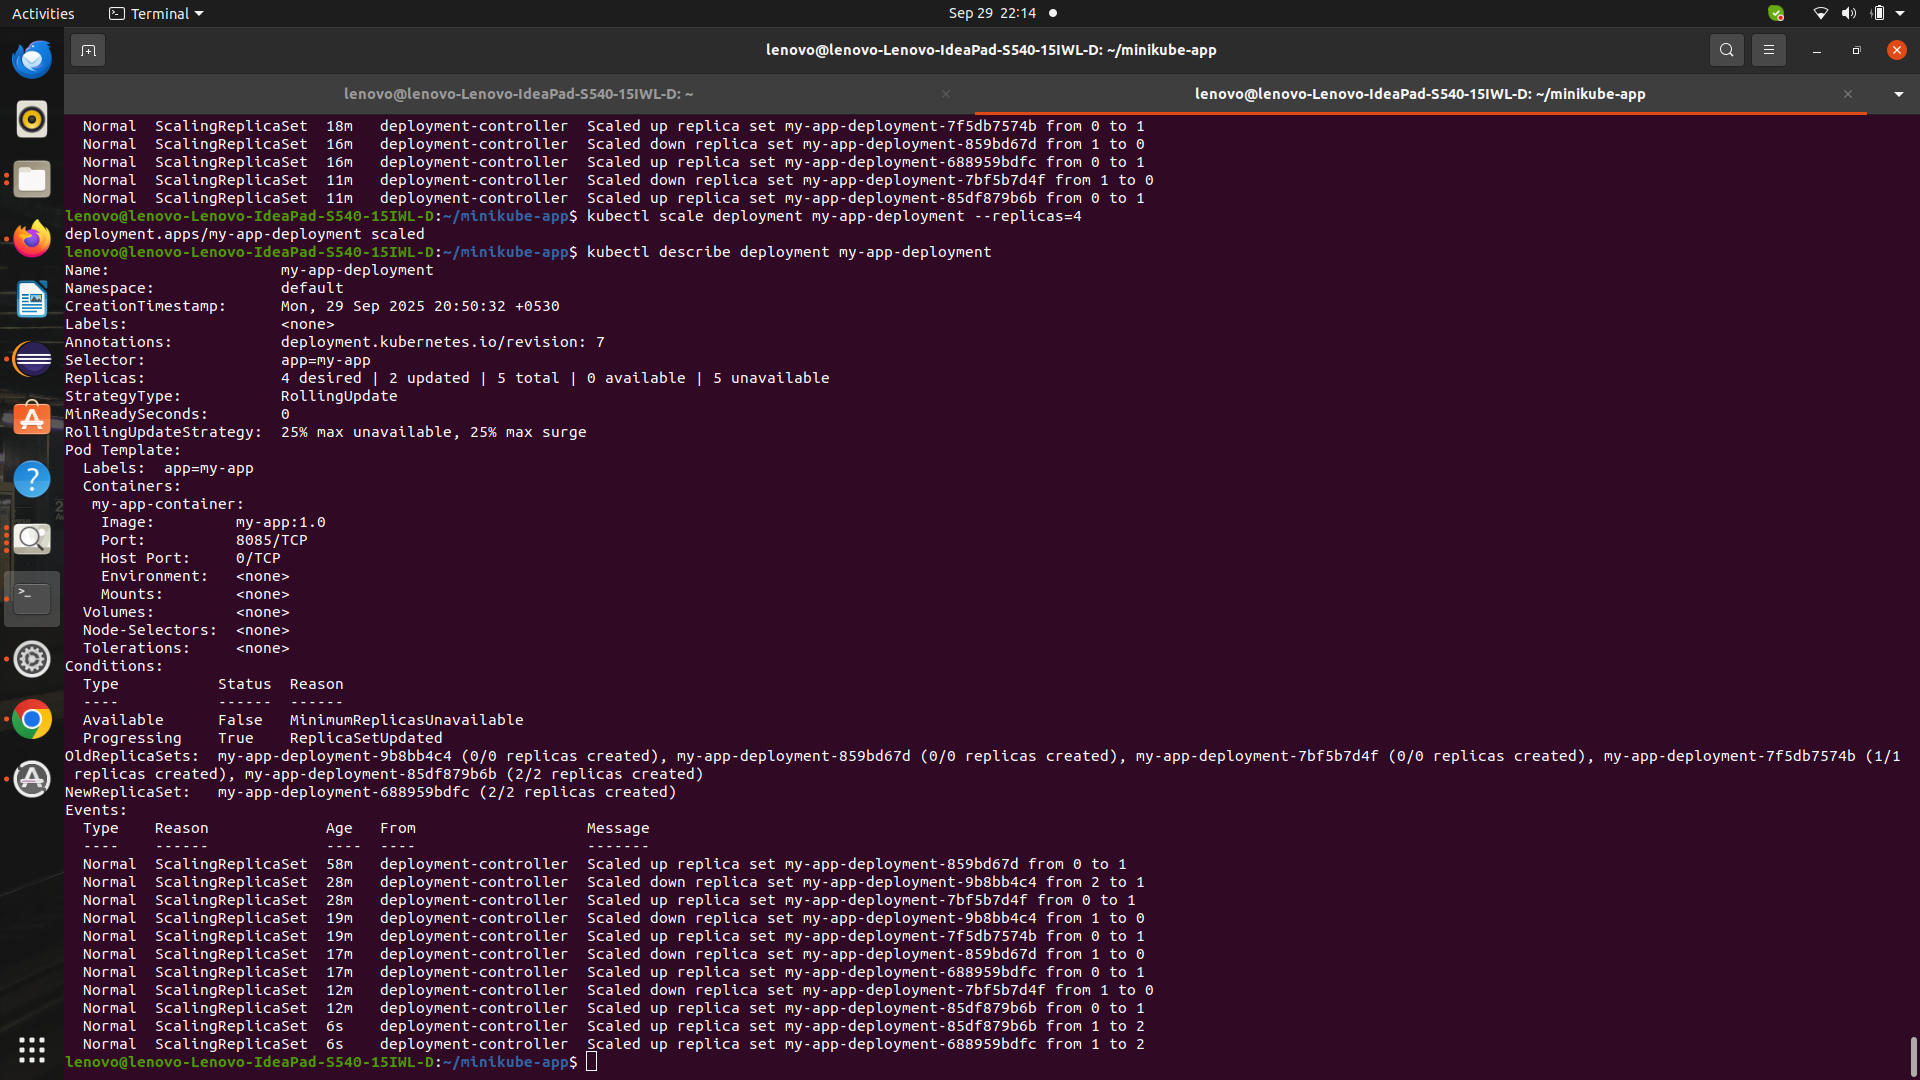 Activities
Terminal
Sep 29 22:14
lenovo@lenovo-Lenovo-IdeaPad-S540-15IWL-D: ~/minikube-app
lenovo@lenovo-Lenovo-IdeaPad-S540-15IWL-D: ~
lenovo@lenovo-Lenovo-IdeaPad-S540-15IWL-D: ~/minikube-app
Normal ScalingReplicaSet 18m deployment-controller Scaled up replica set my-app-deployment-7f5db7574b from 0 to 1
Normal ScalingReplicaSet 16m deployment-controller Scaled down replica set my-app-deployment-859bd67d from 1 to 0
Normal ScalingReplicaSet 16m deployment-controller Scaled up replica set my-app-deployment-688959bdfc from 0 to 1
Normal ScalingReplicaSet 11m deployment-controller Scaled down replica set my-app-deployment-7bf5b7d4f from 1 to 0
Normal ScalingReplicaSet 11m deployment-controller Scaled up replica set my-app-deployment-85df879b6b from 0 to 1
lenovo@lenovo-Lenovo-IdeaPad-S540-15IWL-D:~/minikube-app$ kubectl scale deployment my-app-deployment --replicas=4
deployment.apps/my-app-deployment scaled
lenovo@lenovo-Lenovo-IdeaPad-S540-15IWL-D:~/minikube-app$ kubectl describe deployment my-app-deployment
Name: my-app-deployment
Namespace: default
CreationTimestamp: Mon, 29 Sep 2025 20:50:32 +0530
Labels: <none>
Annotations: deployment.kubernetes.io/revision: 7
Selector: app=my-app
Replicas: 4 desired | 2 updated | 5 total | 0 available | 5 unavailable
StrategyType: RollingUpdate
MinReadySeconds: 0
RollingUpdateStrategy: 25% max unavailable, 25% max surge
Pod Template:
Labels: app=my-app
Containers:
my-app-container:
Image: my-app:1.0
Port: 8085/TCP
Host Port: 0/TCP
Environment: <none>
Mounts: <none>
Volumes: <none>
Node-Selectors: <none>
Tolerations: <none>
Conditions:
Type Status Reason
---- ------ ------
Available False MinimumReplicasUnavailable
Progressing True ReplicaSetUpdated
OldReplicaSets: my-app-deployment-9b8bb4c4 (0/0 replicas created), my-app-deployment-859bd67d (0/0 replicas created), my-app-deployment-7bf5b7d4f (0/0 replicas created), my-app-deployment-7f5db7574b (1/1
replicas created), my-app-deployment-85df879b6b (2/2 replicas created)
NewReplicaSet: my-app-deployment-688959bdfc (2/2 replicas created)
Events:
Type Reason Age From Message
---- ------ ---- ---- -------
Normal ScalingReplicaSet 58m deployment-controller Scaled up replica set my-app-deployment-859bd67d from 0 to 1
Normal ScalingReplicaSet 28m deployment-controller Scaled down replica set my-app-deployment-9b8bb4c4 from 2 to 1
Normal ScalingReplicaSet 28m deployment-controller Scaled up replica set my-app-deployment-7bf5b7d4f from 0 to 1
Normal ScalingReplicaSet 19m deployment-controller Scaled down replica set my-app-deployment-9b8bb4c4 from 1 to 0
Normal ScalingReplicaSet 19m deployment-controller Scaled up replica set my-app-deployment-7f5db7574b from 0 to 1
Normal ScalingReplicaSet 17m deployment-controller Scaled down replica set my-app-deployment-859bd67d from 1 to 0
Normal ScalingReplicaSet 17m deployment-controller Scaled up replica set my-app-deployment-688959bdfc from 0 to 1
Normal ScalingReplicaSet 12m deployment-controller Scaled down replica set my-app-deployment-7bf5b7d4f from 1 to 0
Normal ScalingReplicaSet 12m deployment-controller Scaled up replica set my-app-deployment-85df879b6b from 0 to 1
Normal ScalingReplicaSet 6s deployment-controller Scaled up replica set my-app-deployment-85df879b6b from 1 to 2
Normal ScalingReplicaSet 6s deployment-controller Scaled up replica set my-app-deployment-688959bdfc from 1 to 2
lenovo@lenovo-Lenovo-IdeaPad-S540-15IWL-D:~/minikube-app$